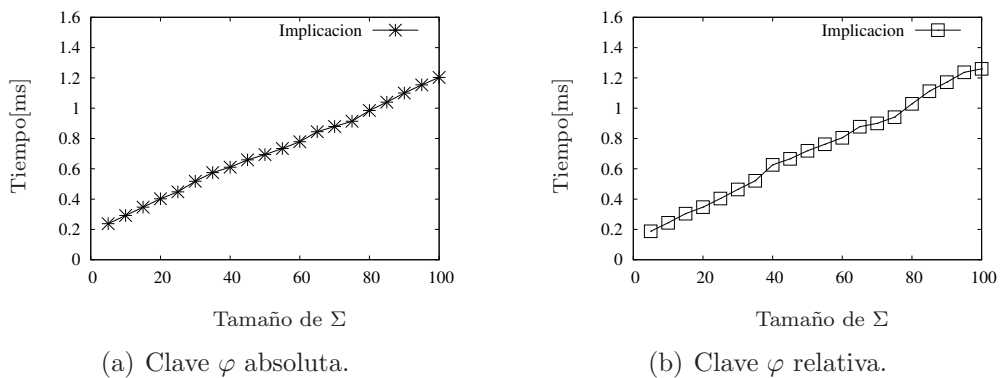 1.6
1.4
1.2
1
0.8
0.6
0.4
0.2
0
0 20 40 60 80 100
Tiempo[ms]
Implicacion
Tamaño de Σ
(a) Clave φ absoluta.
1.6
1.4
1.2
1
0.8
0.6
0.4
0.2
0
0 20 40 60 80 100
Tiempo[ms]
Implicacion
Tamaño de Σ
(b) Clave φ relativa.